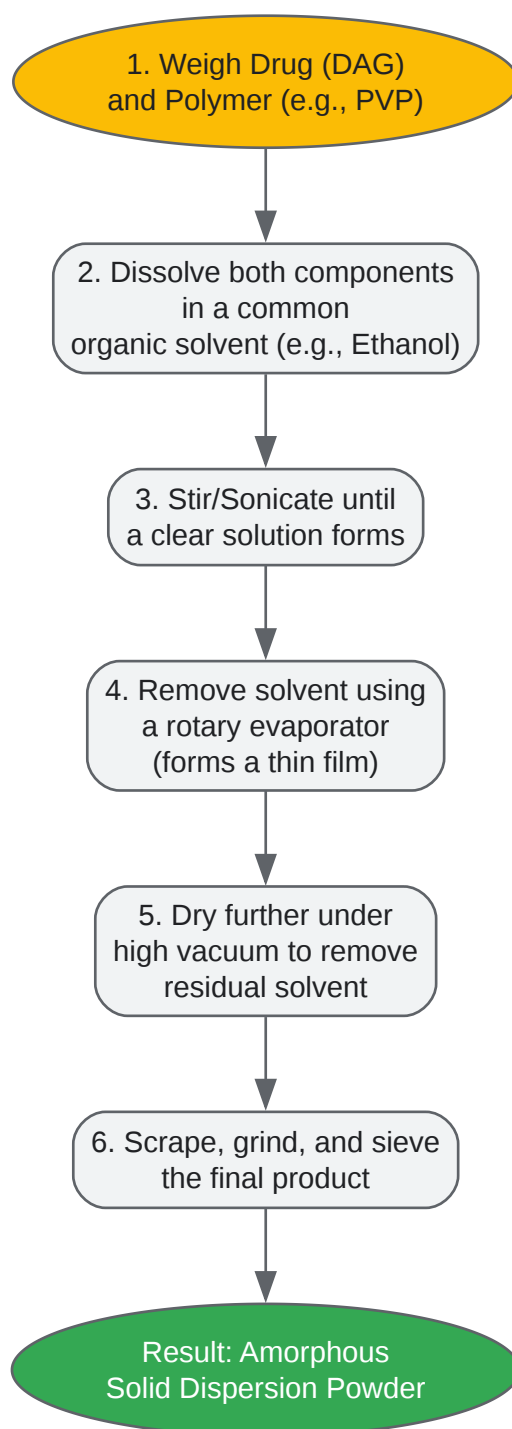 1. Weigh Drug (DAG)
and Polymer (e.g., PVP)
2. Dissolve both components
in a common
organic solvent (e.g., Ethanol)
3. Stir/Sonicate until
a clear solution forms
4. Remove solvent using
a rotary evaporator
(forms a thin film)
5. Dry further under
high vacuum to remove
residual solvent
6. Scrape, grind, and sieve
the final product
Result: Amorphous
Solid Dispersion Powder